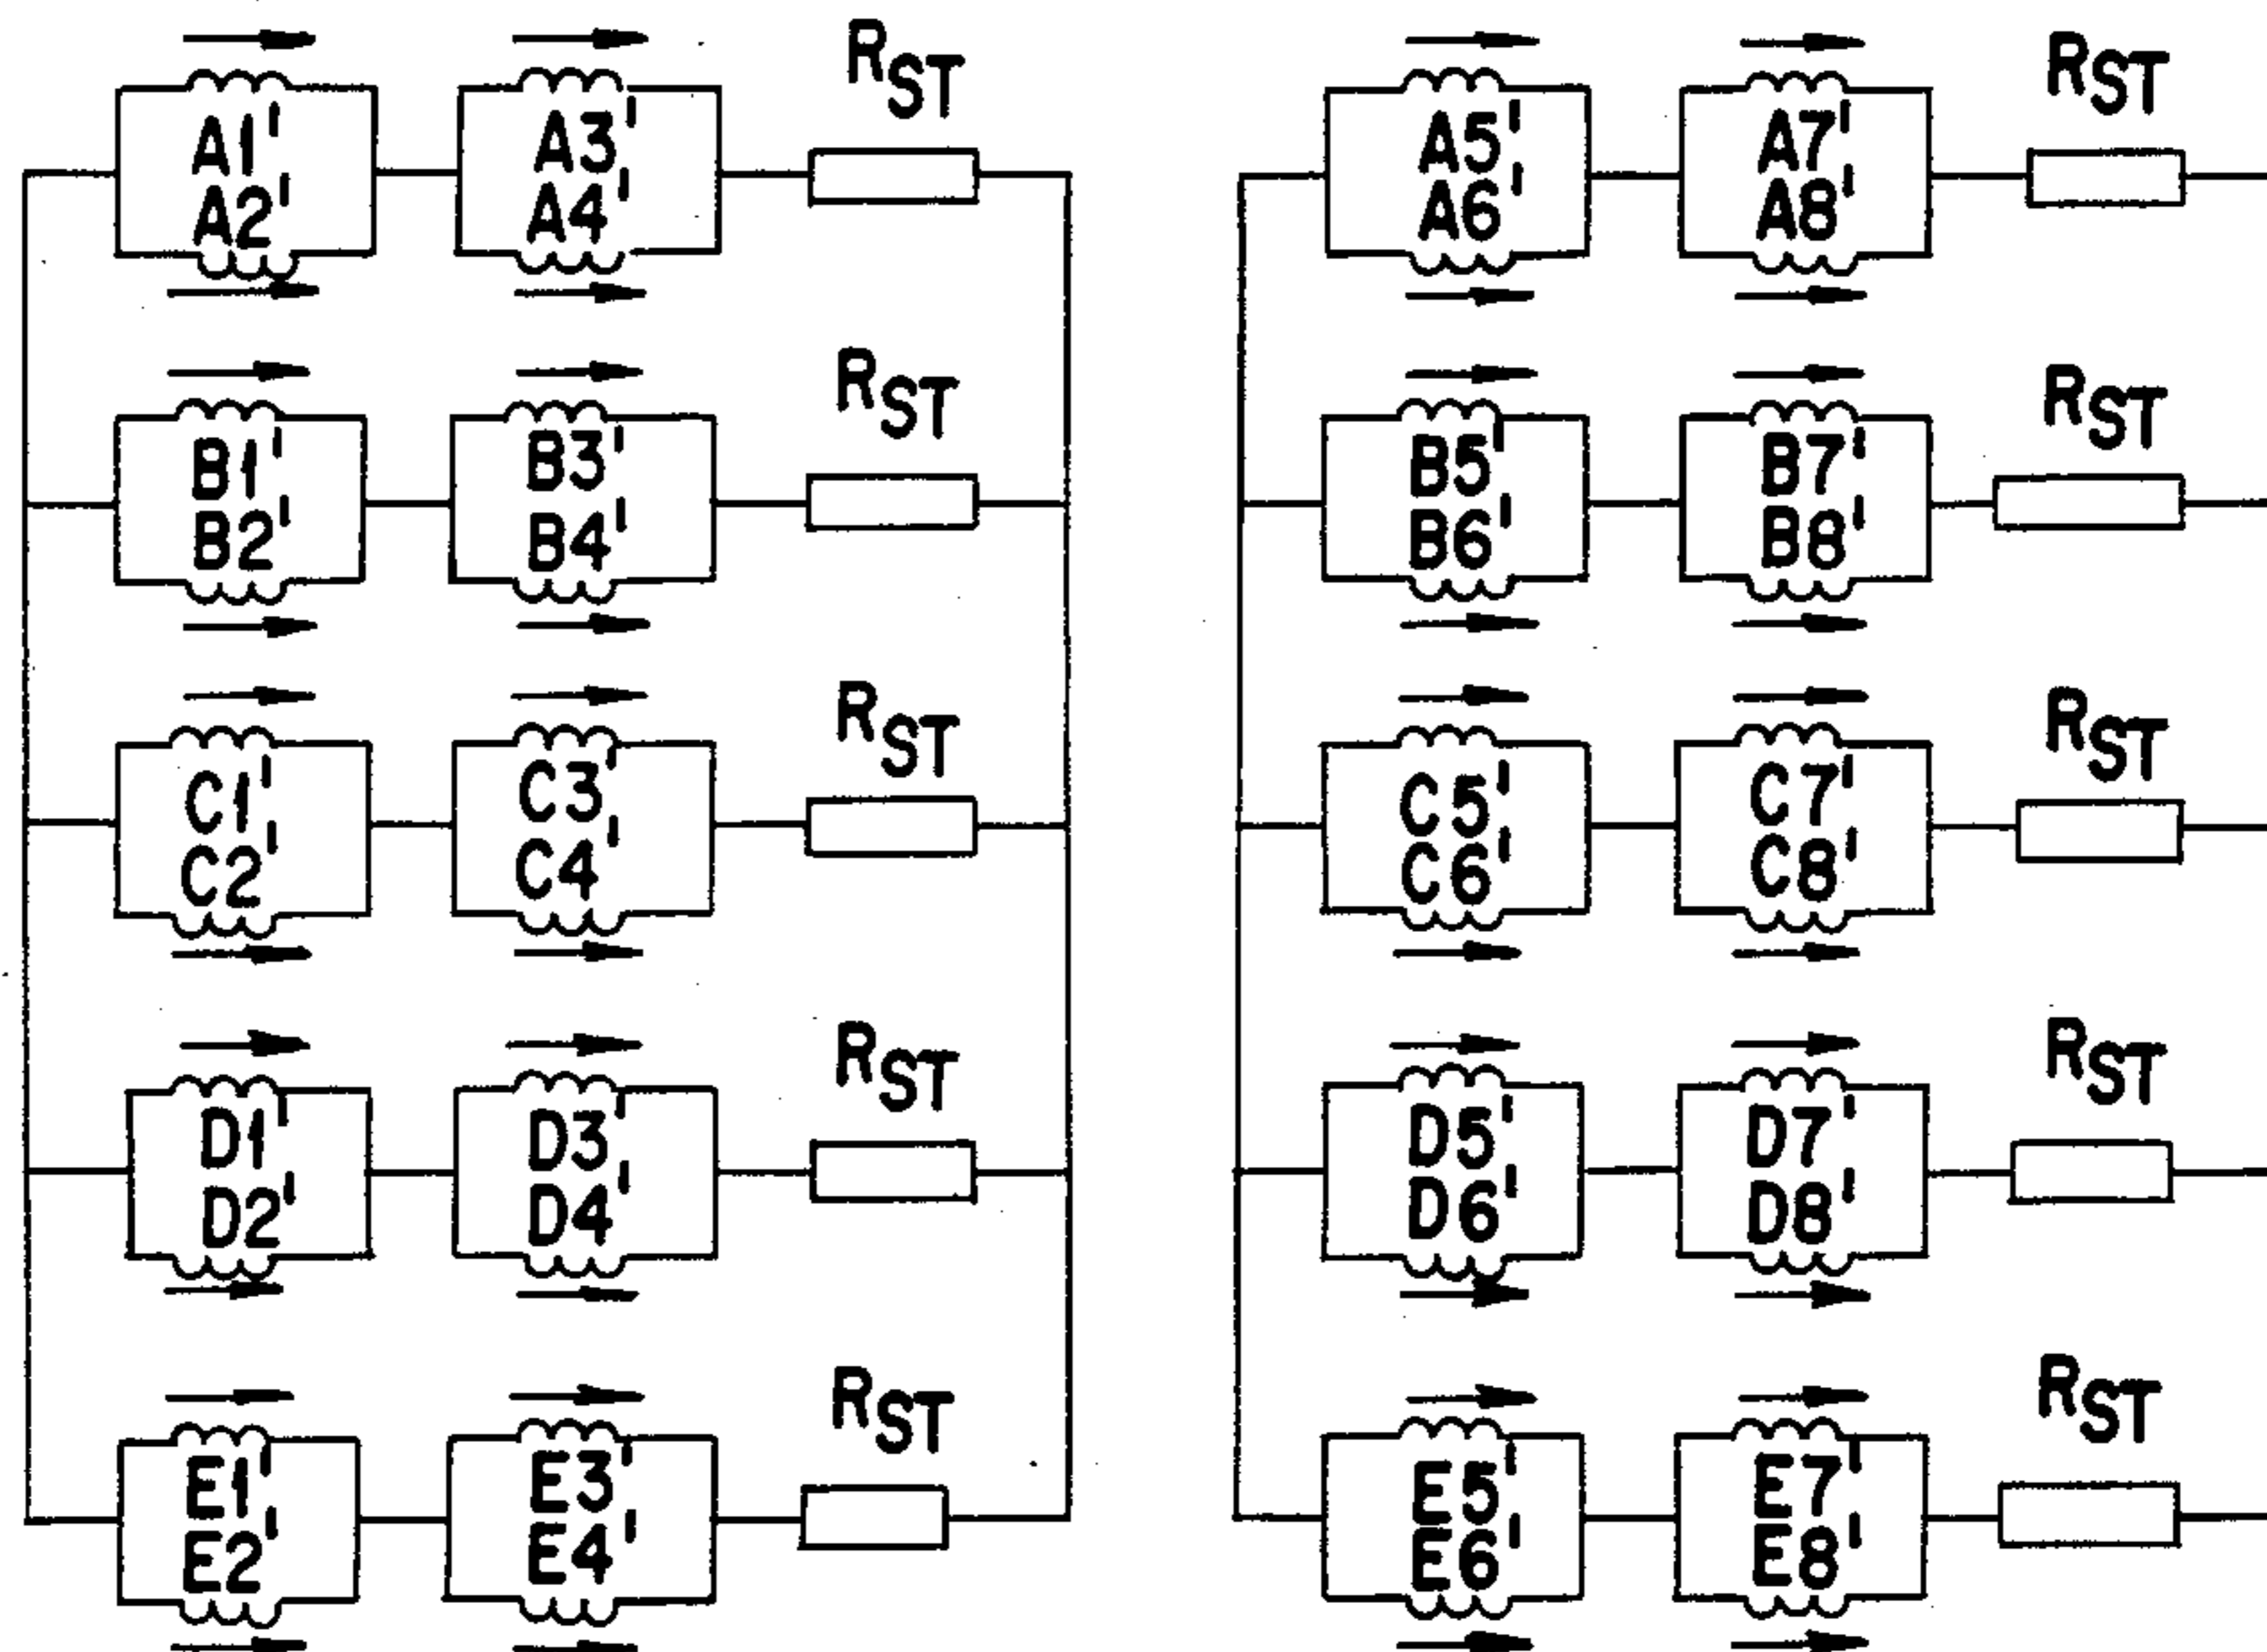 A1'
A2'
A3'
A4'
RST
A5'
A6'
A7'
A8'
RST
B1'
B2'
B3'
B4'
RST
B5'
B6'
B7'
B8'
RST
C1'
C2'
C3'
C4'
RST
C5'
C6'
C7'
C8'
RST
D1'
D2'
D3'
D4'
RST
D5'
D6'
D7'
D8'
RST
E1'
E2'
E3'
E4'
RST
E5'
E6'
E7'
E8'
RST